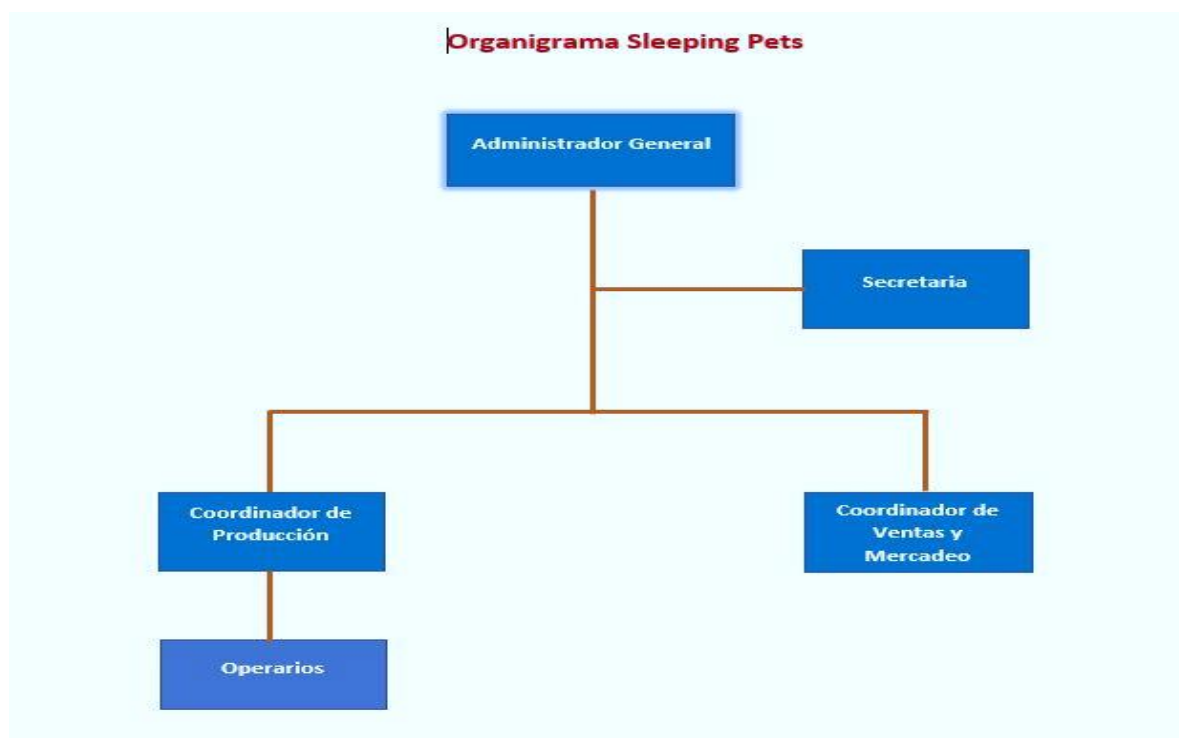 Organigrama Sleeping Pets
Administrador General
Secretaria
Coordinador de
Producción
Coordinador de
Ventas y
Mercadeo
Operarios